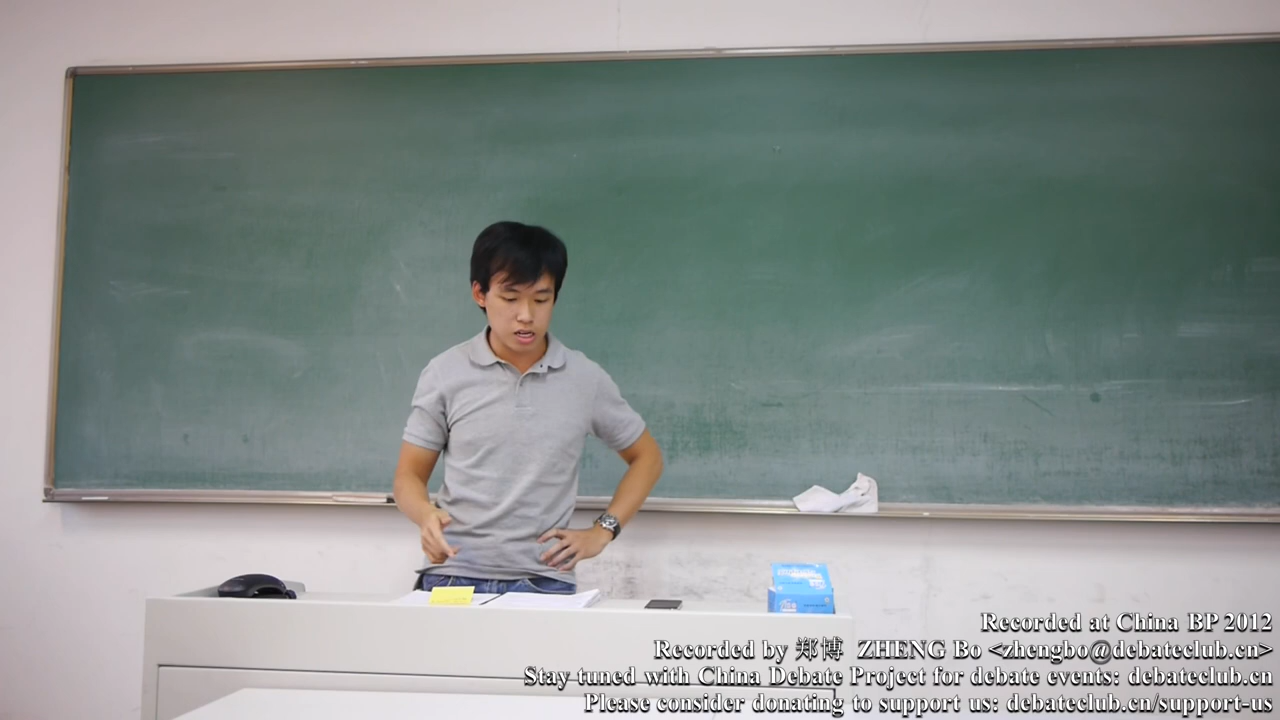 Recorded at China BP 2012
Recorded by 郑博 ZHENG Bo <zhengbo@debateclub.cn>
Stay tuned with China Debate Project for debate events: debateclub.cn
Please consider donating to support us: debateclub.cn/support-us